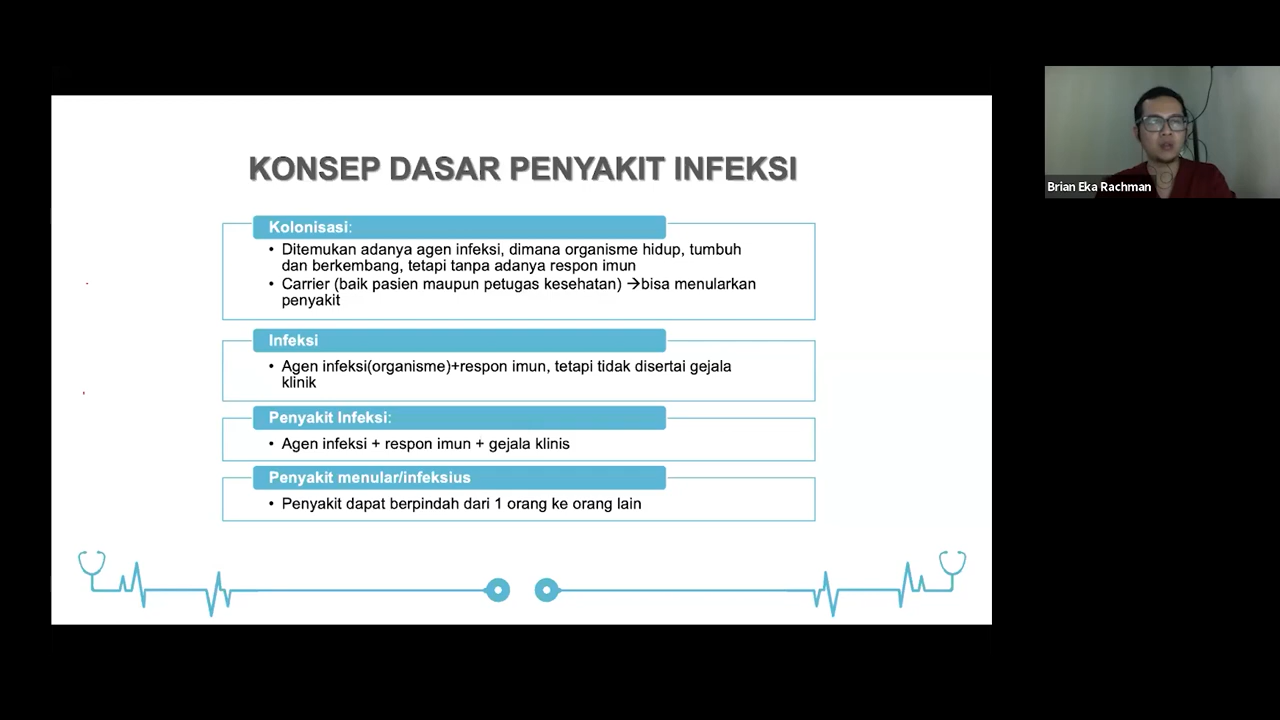 KONSEP DASAR PENYAKIT INFEKSI
Kolonisasi:
• Ditemukan adanya agen infeksi, dimana organisme hidup, tumbuh
dan berkembang, tetapi tanpa adanya respon imun
• Carrier (baik pasien maupun petugas kesehatan) →bisa menularkan
penyakit
Infeksi
• Agen infeksi(organisme)+respon imun, tetapi tidak disertai gejala
klinik
Penyakit Infeksi:
• Agen infeksi + respon imun + gejala klinis
Penyakit menular/infeksius
• Penyakit dapat berpindah dari 1 orang ke orang lain
Brian Eka Rachman